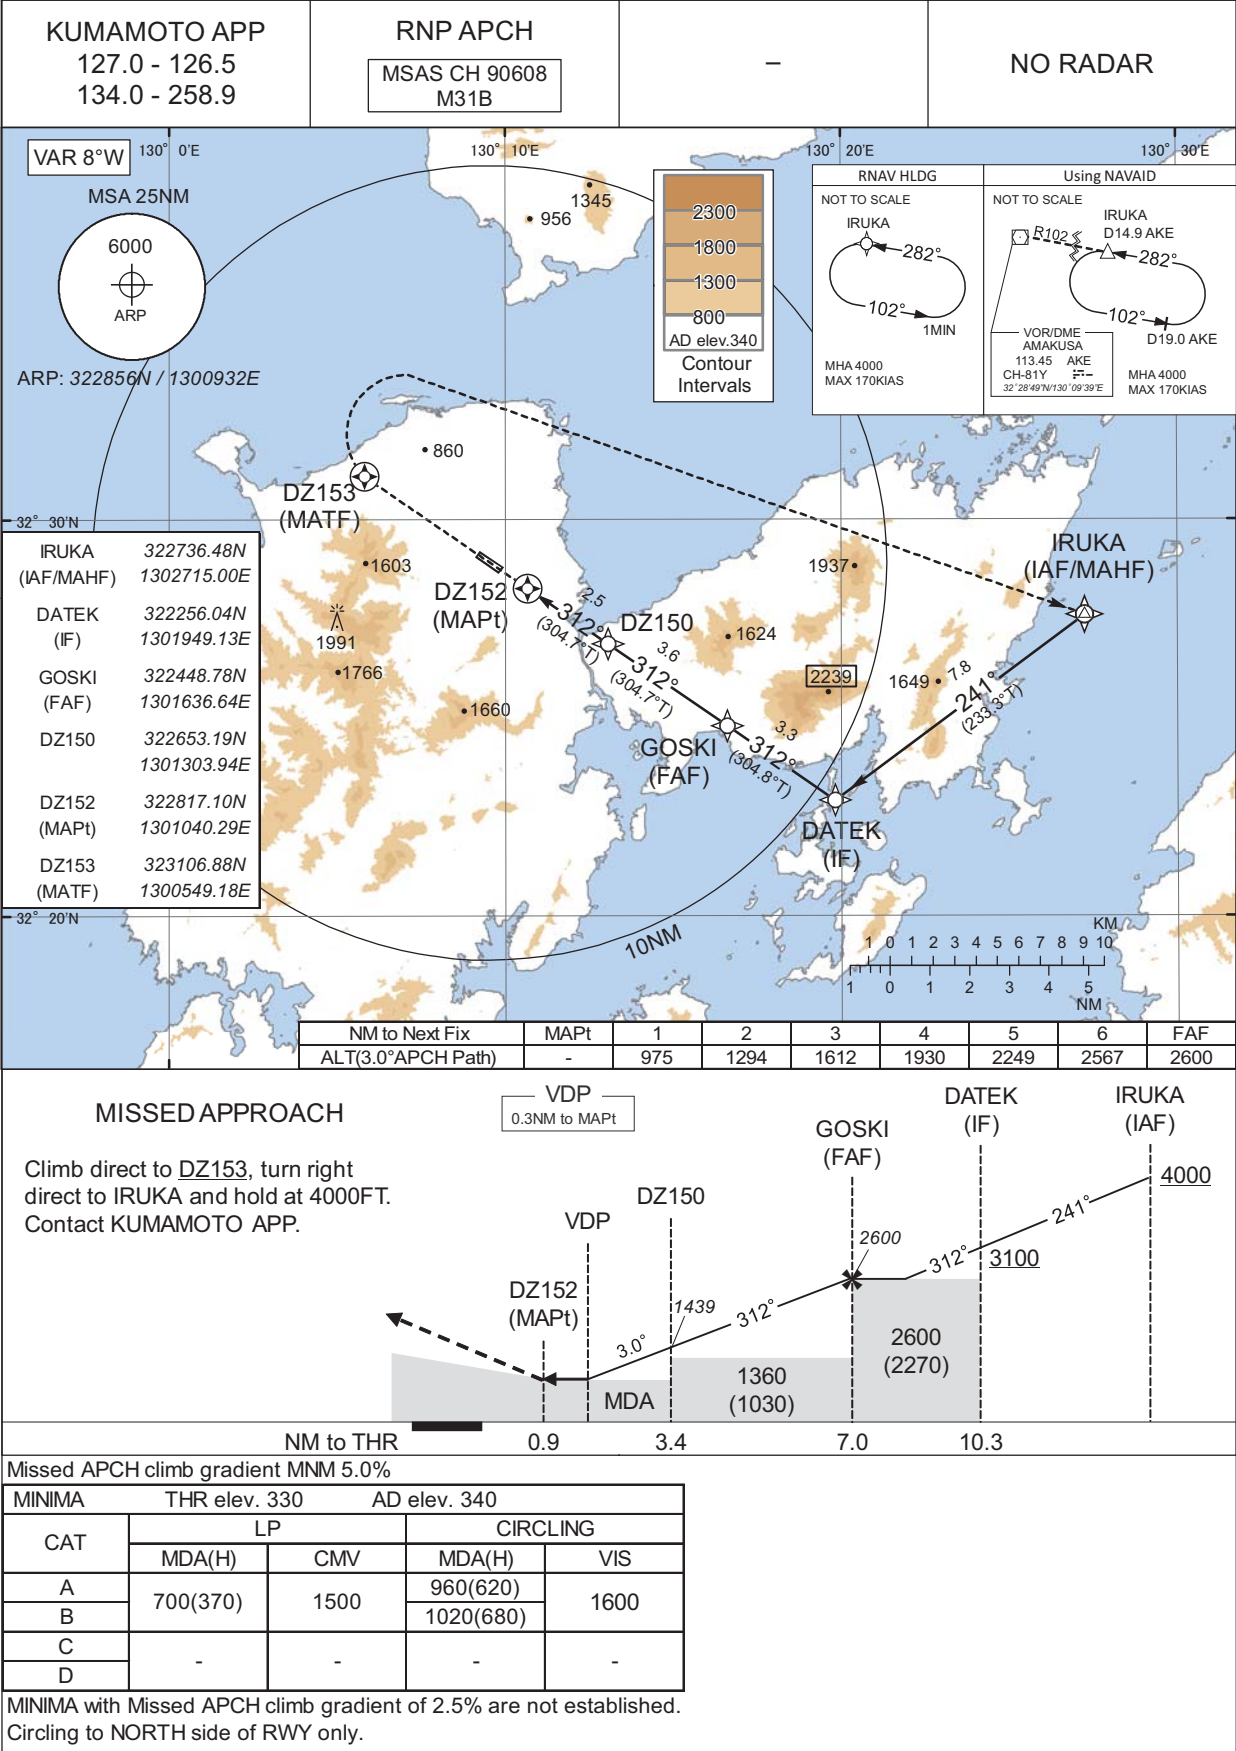 KUMAMOTO APP
127.0 - 126.5
134.0 - 258.9
RNP APCH
MSAS CH 90608
M31B
–
NO RADAR
VAR 8°W
130° 0'E
130° 10'E
130° 20'E
130° 30'E
MSA 25NM
6000
ARP
ARP: 322856N / 1300932E
1345
956
2300
1800
1300
800
AD elev.340
Contour
Intervals
RNAV HLDG
NOT TO SCALE
IRUKA
282°
102°
1MIN
MHA 4000
MAX 170KIAS
Using NAVAID
NOT TO SCALE
IRUKA
D14.9 AKE
R102
282°
102°
D19.0 AKE
VOR/DME
AMAKUSA
113.45 AKE
CH-81Y
32°28'49"N/130°09'39"E
MHA 4000
MAX 170KIAS
860
DZ153
(MATF)
32° 30'N
1603
1991
1766
1660
DZ152
(MAPt)
2.5
312°
(304.7°T)
DZ150
3.6
312°
(304.7°T)
1624
1937
2239
1649
GOSKI
(FAF)
3.3
312°
(304.8°T)
DATEK
(IF)
7.8
241°
(233.3°T)
IRUKA
(IAF/MAHF)
IRUKA 322736.48N
(IAF/MAHF) 1302715.00E
DATEK 322256.04N
(IF) 1301949.13E
GOSKI 322448.78N
(FAF) 1301636.64E
DZ150 322653.19N
1301303.94E
DZ152 322817.10N
(MAPt) 1301040.29E
DZ153 323106.88N
(MATF) 1300549.18E
32° 20'N
10NM
KM
1 0 1 2 3 4 5 6 7 8 9 10
1 0 1 2 3 4 5
NM
NM to Next Fix MAPt 1 2 3 4 5 6 FAF
ALT(3.0°APCH Path) - 975 1294 1612 1930 2249 2567 2600
MISSED APPROACH
Climb direct to DZ153, turn right
direct to IRUKA and hold at 4000FT.
Contact KUMAMOTO APP.
VDP
0.3NM to MAPt
DATEK
(IF)
IRUKA
(IAF)
GOSKI
(FAF)
4000
DZ150
VDP
241°
2600
312°
3100
DZ152
(MAPt)
1439
312°
3.0°
2600
(2270)
1360
(1030)
MDA
NM to THR 0.9 3.4 7.0 10.3
Missed APCH climb gradient MNM 5.0%
MINIMA THR elev. 330 AD elev. 340
CAT LP CIRCLING
MDA(H) CMV MDA(H) VIS
A 700(370) 1500 960(620) 1600
B 1020(680)
C - - - -
D
MINIMA with Missed APCH climb gradient of 2.5% are not established.
Circling to NORTH side of RWY only.